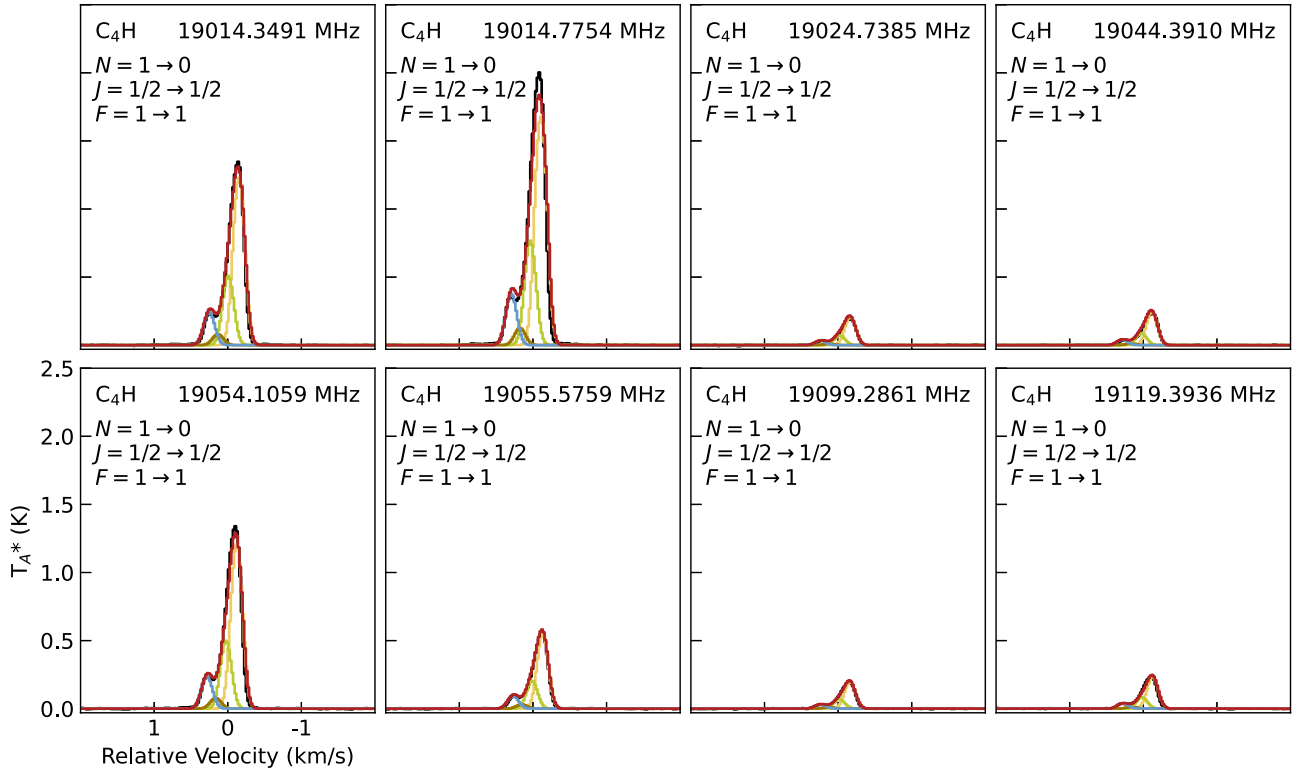 C₄H 19014.3491 MHz
N = 1 → 0
J = 1/2 → 1/2
F = 1 → 1
C₄H 19014.7754 MHz
N = 1 → 0
J = 1/2 → 1/2
F = 1 → 1
C₄H 19024.7385 MHz
N = 1 → 0
J = 1/2 → 1/2
F = 1 → 1
C₄H 19044.3910 MHz
N = 1 → 0
J = 1/2 → 1/2
F = 1 → 1
C₄H 19054.1059 MHz
N = 1 → 0
J = 1/2 → 1/2
F = 1 → 1
C₄H 19055.5759 MHz
N = 1 → 0
J = 1/2 → 1/2
F = 1 → 1
C₄H 19099.2861 MHz
N = 1 → 0
J = 1/2 → 1/2
F = 1 → 1
C₄H 19119.3936 MHz
N = 1 → 0
J = 1/2 → 1/2
F = 1 → 1
T_A* (K)
2.5
2.0
1.5
1.0
0.5
0.0
1 0 -1
Relative Velocity (km/s)